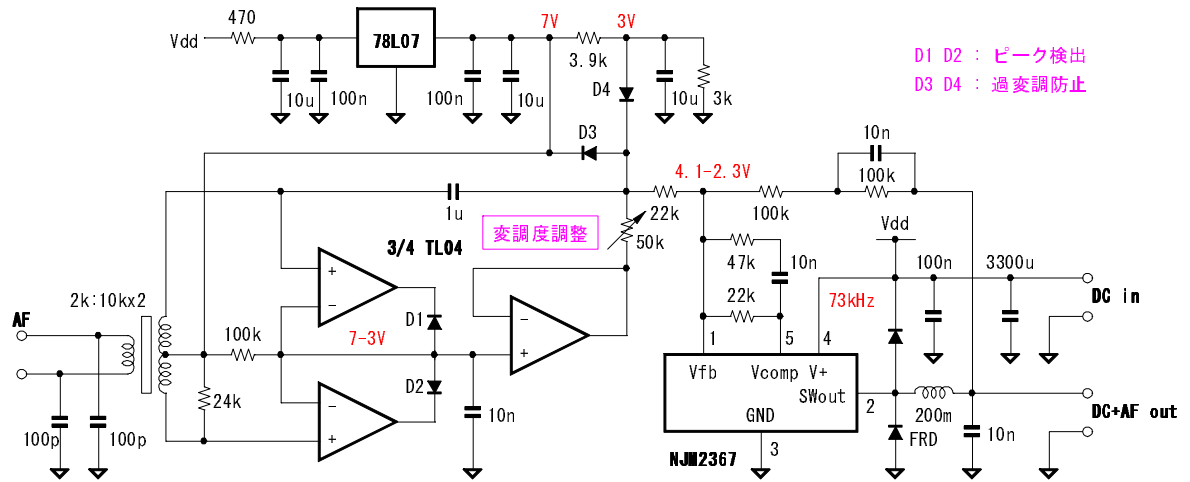 470
Vdd
78L07
7V
3V
3.9k
D4
10u
100n
100n
10u
10u
3k
D1 D2 : ピーク検出
D3 D4 : 過変調防止
D3
10n
4.1-2.3V
100k
1u
22k
100k
変調度調整
50k
Vdd
3/4 TL04
47k
10n
100n
3300u
2k:10kx2
22k
73kHz
DC in
AF
D1
100k
7-3V
1
5
4
D2
Vfb
Vcomp
V+
SWout
2
24k
GND
200m
DC+AF out
100p
100p
10n
FRD
10n
NJM2367
3
+
-
-
+
-
+